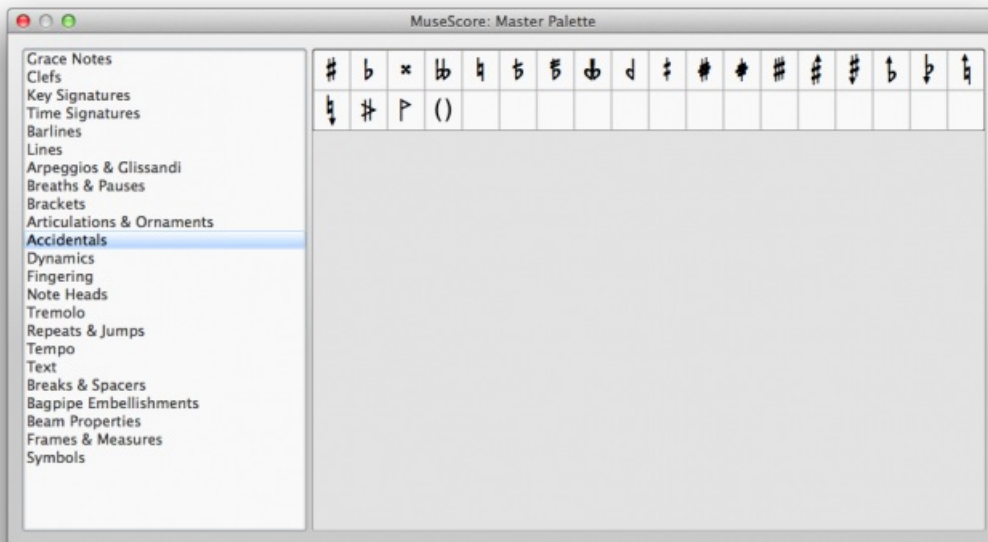 MuseScore: Master Palette
Grace Notes
Clefs
Key Signatures
Time Signatures
Barlines
Lines
Arpeggios & Glissandi
Breaths & Pauses
Brackets
Articulations & Ornaments
Accidentals
Dynamics
Fingering
Note Heads
Tremolo
Repeats & Jumps
Tempo
Text
Breaks & Spacers
Bagpipe Embellishments
Beam Properties
Frames & Measures
Symbols